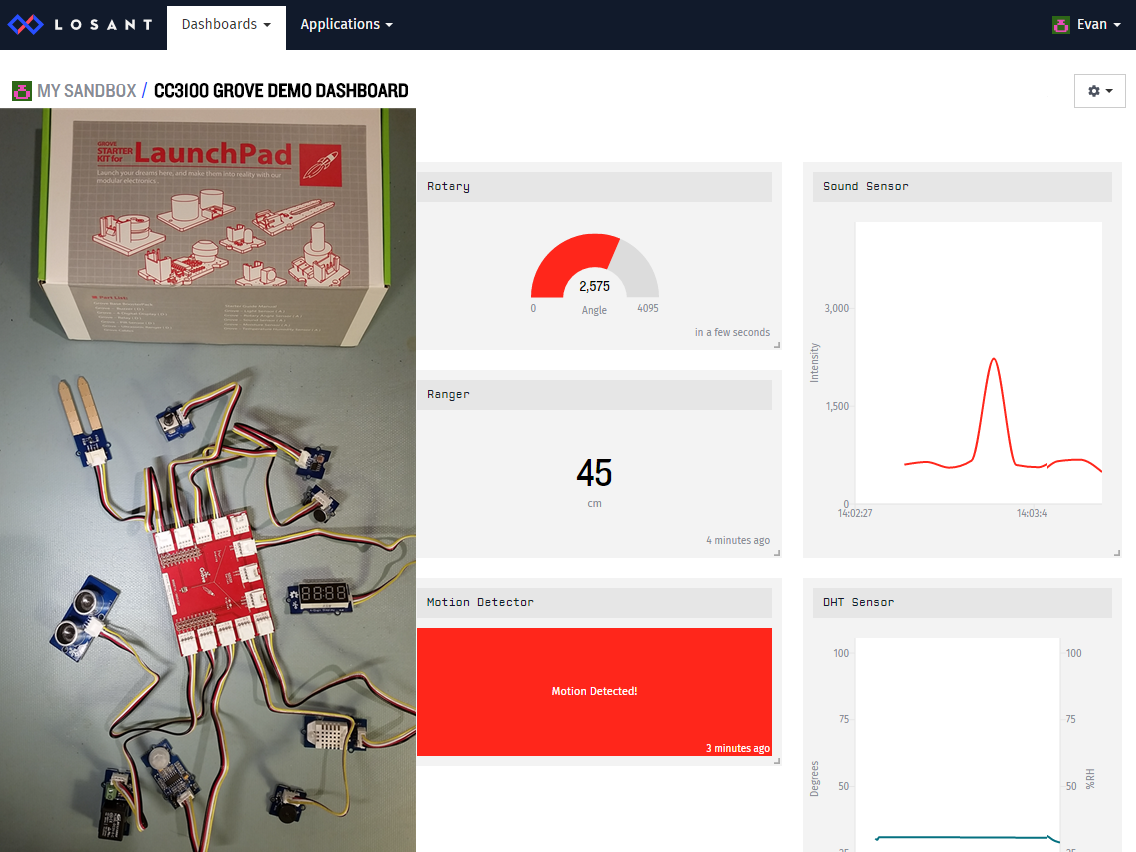 LOSANT
Dashboards
Applications
Evan
MY SANDBOX / CC3100 GROVE DEMO DASHBOARD
GROVE
STARTER
KIT for
LaunchPad
Launch your dreams here, and make them into reality with our
modular electronics.
Part List:
Rotary
2,575
0
Angle
4095
in a few seconds
Ranger
45
cm
4 minutes ago
Motion Detector
Motion Detected!
3 minutes ago
Sound Sensor
Intensity
3,000
1,500
0
14:02:27
14:03:4
DHT Sensor
100
75
50
25
Degrees
100
75
50
25
%RH